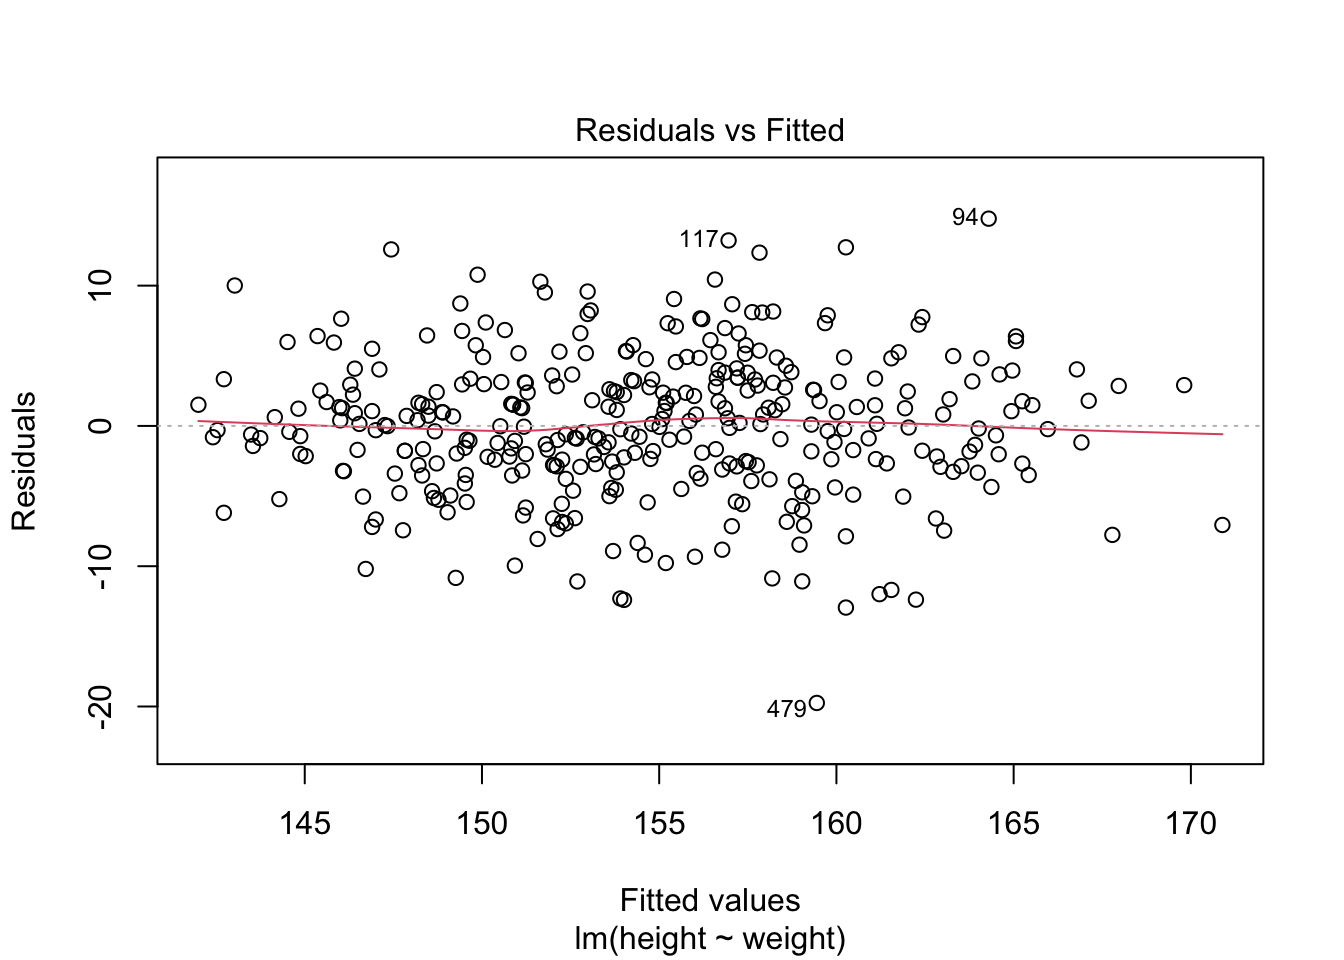 Residuals vs Fitted
94
117
10
0
-10
-20
479
Residuals
145 150 155 160 165 170
Fitted values
lm(height ~ weight)